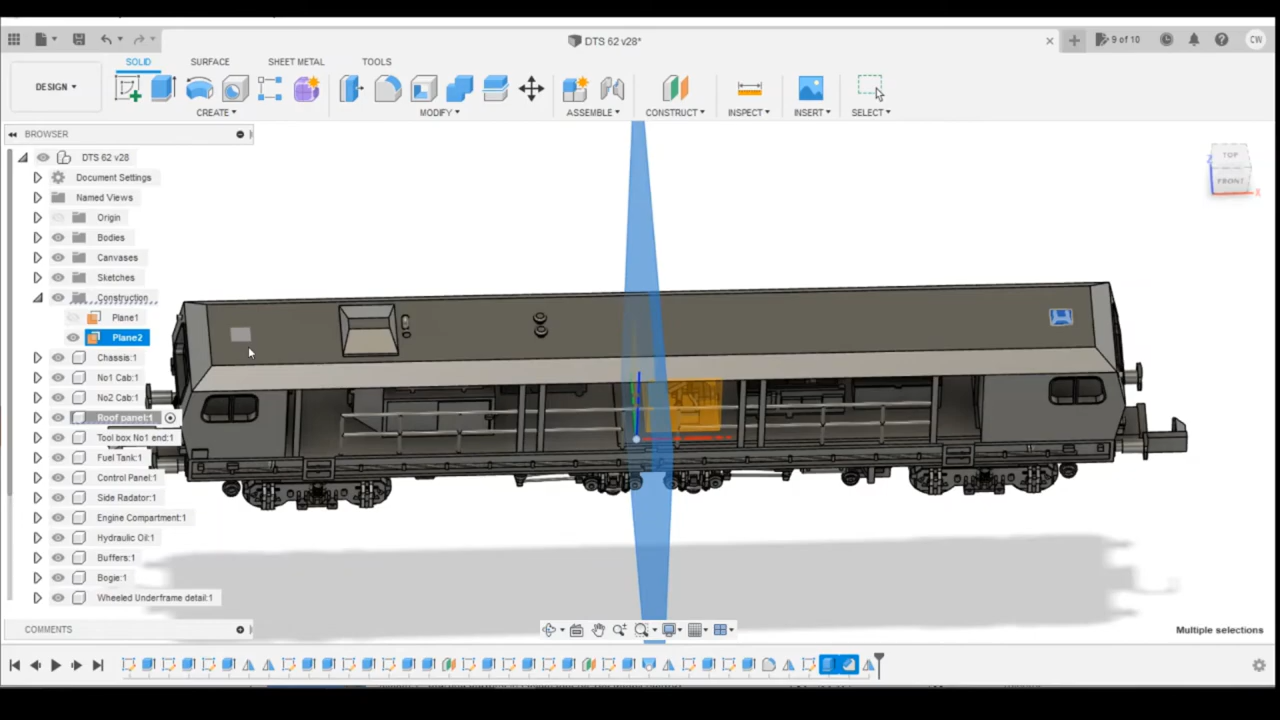 DTS 62 v28*
9 of 10
CW
DESIGN
SOLID
SURFACE
SHEET METAL
TOOLS
CREATE
MODIFY
ASSEMBLE
CONSTRUCT
INSPECT
INSERT
SELECT
BROWSER
DTS 62 v28
Document Settings
Named Views
Origin
Bodies
Canvases
Sketches
Construction
Plane1
Plane2
Chassis:1
No1 Cab:1
No2 Cab:1
Roof panel:1
Tool box No1 end:1
Fuel Tank:1
Control Panel:1
Side Radator:1
Engine Compartment:1
Hydraulic Oil:1
Buffers:1
Bogie:1
Wheeled Underframe detail:1
TOP
FRONT
Z
X
COMMENTS
Multiple selections